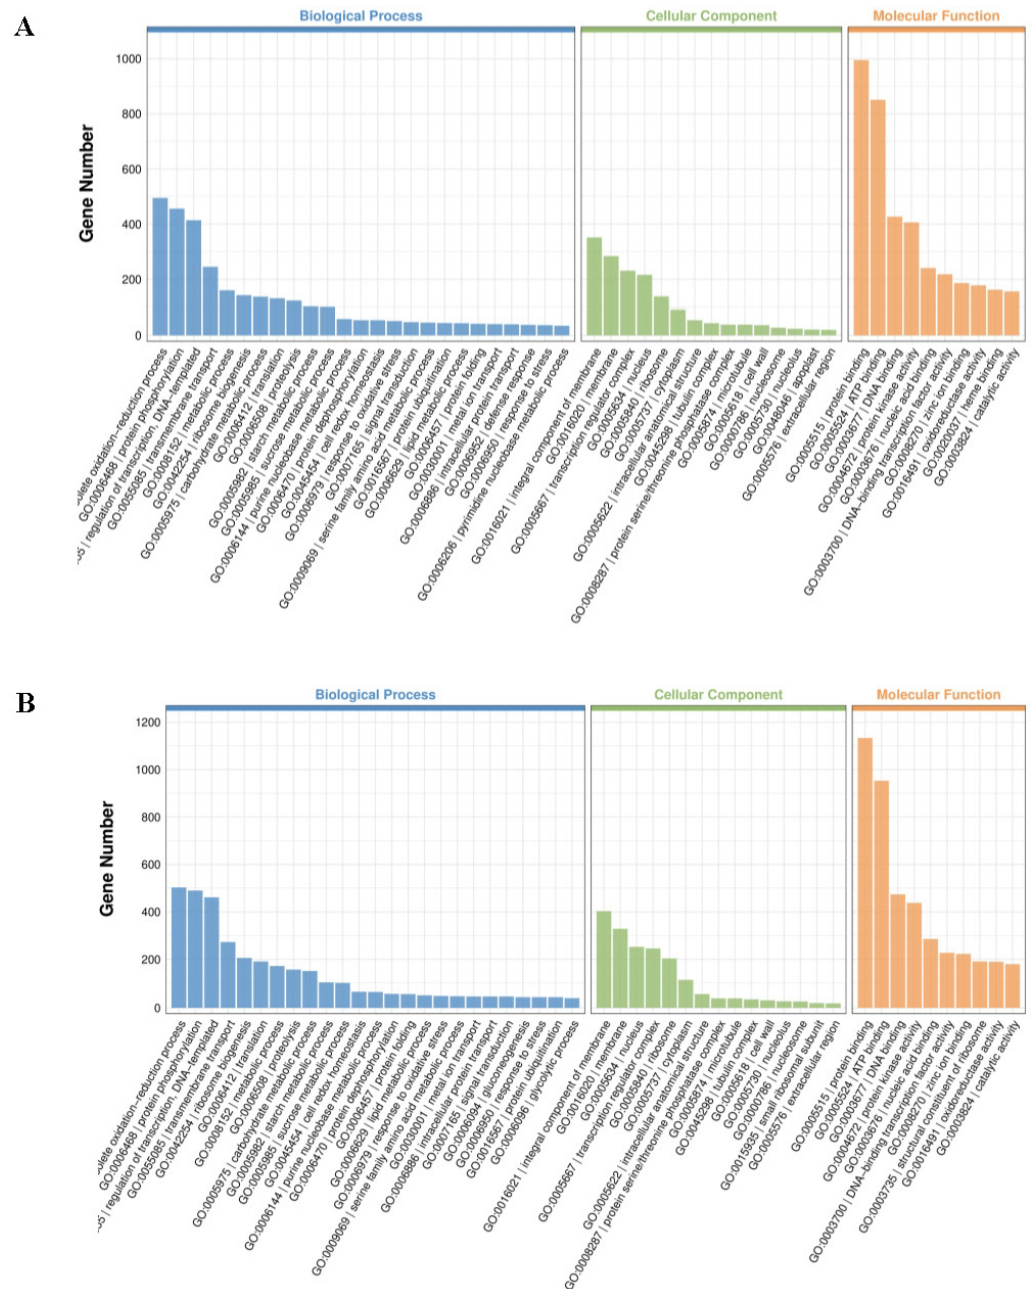 A
Biological Process
Cellular Component
Molecular Function
Gene Number
1000
800
600
400
200
0
solete oxidation−reduction process
GO:0006468 | protein phosphorylation
regulation of transcription, DNA−templated
GO:0055085 | transmembrane transport
GO:0008152 | metabolic process
GO:0042254 | ribosome biogenesis
GO:0005975 | carbohydrate metabolic process
GO:0006412 | translation
GO:0006508 | proteolysis
GO:0005982 | starch metabolic process
GO:0005985 | sucrose metabolic process
GO:0006144 | purine nucleobase metabolic process
GO:0006470 | protein dephosphorylation
GO:0045454 | cell redox homeostasis
GO:0006979 | response to oxidative stress
GO:0007165 | signal transduction
GO:0009069 | serine family amino acid metabolic process
GO:0016567 | protein ubiquitination
GO:0006629 | lipid metabolic process
GO:0006457 | protein folding
GO:0030001 | metal ion transport
GO:0006886 | intracellular protein transport
GO:0006952 | defense response
GO:0006950 | response to stress
GO:0006206 | pyrimidine nucleobase metabolic process
GO:0016021 | integral component of membrane
GO:0016020 | membrane
GO:0005667 | transcription regulator complex
GO:0005634 | nucleus
GO:0005840 | ribosome
GO:0005737 | cytoplasm
GO:0005622 | intracellular anatomical structure
GO:0045298 | tubulin complex
GO:0008287 | protein serine/threonine phosphatase complex
GO:0005874 | microtubule
GO:0005618 | cell wall
GO:0000786 | nucleosome
GO:0005730 | nucleolus
GO:0048046 | apoplast
GO:0005576 | extracellular region
GO:0005515 | protein binding
GO:0005524 | ATP binding
GO:0003677 | DNA binding
GO:0004672 | protein kinase activity
GO:0003676 | nucleic acid binding
GO:0003700 | DNA−binding transcription factor activity
GO:0008270 | zinc ion binding
GO:0016491 | oxidoreductase activity
GO:0020037 | heme binding
GO:0003824 | catalytic activity
B
Biological Process
Cellular Component
Molecular Function
Gene Number
1200
1000
800
600
400
200
0
solete oxidation−reduction process
GO:0006468 | protein phosphorylation
regulation of transcription, DNA−templated
GO:0055085 | transmembrane transport
GO:0042254 | ribosome biogenesis
GO:0006412 | translation
GO:0008152 | metabolic process
GO:0006508 | proteolysis
GO:0005975 | carbohydrate metabolic process
GO:0005982 | starch metabolic process
GO:0005985 | sucrose metabolic process
GO:0045454 | cell redox homeostasis
GO:0006144 | purine nucleobase metabolic process
GO:0006470 | protein dephosphorylation
GO:0006457 | protein folding
GO:0006629 | lipid metabolic process
GO:0006979 | response to oxidative stress
GO:0009069 | serine family amino acid metabolic process
GO:0030001 | metal ion transport
GO:0006886 | intracellular protein transport
GO:0007165 | signal transduction
GO:0006094 | gluconeogenesis
GO:0006950 | response to stress
GO:0016567 | protein ubiquitination
GO:0006096 | glycolytic process
GO:0016021 | integral component of membrane
GO:0016020 | membrane
GO:0005634 | nucleus
GO:0005667 | transcription regulator complex
GO:0005840 | ribosome
GO:0005737 | cytoplasm
GO:0005622 | intracellular anatomical structure
GO:0008287 | protein serine/threonine phosphatase complex
GO:0005874 | microtubule
GO:0045298 | tubulin complex
GO:0005618 | cell wall
GO:0005730 | nucleolus
GO:0000786 | nucleosome
GO:0015935 | small ribosomal subunit
GO:0005576 | extracellular region
GO:0005515 | protein binding
GO:0005524 | ATP binding
GO:0003677 | DNA binding
GO:0004672 | protein kinase activity
GO:0003676 | nucleic acid binding
GO:0003700 | DNA−binding transcription factor activity
GO:0008270 | zinc ion binding
GO:0003735 | structural constituent of ribosome
GO:0016491 | oxidoreductase activity
GO:0003824 | catalytic activity